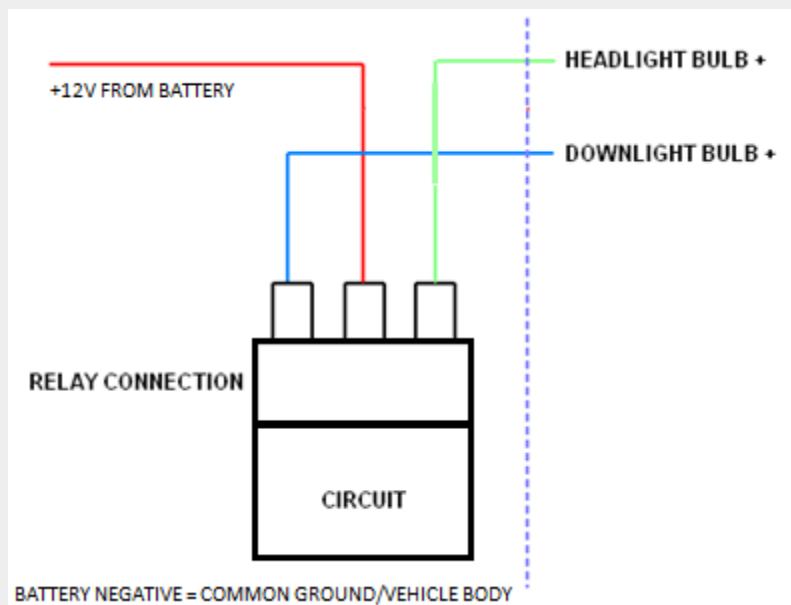 HEADLIGHT BULB +
+12V FROM BATTERY
DOWNLIGHT BULB +
RELAY CONNECTION
CIRCUIT
BATTERY NEGATIVE = COMMON GROUND/VEHICLE BODY